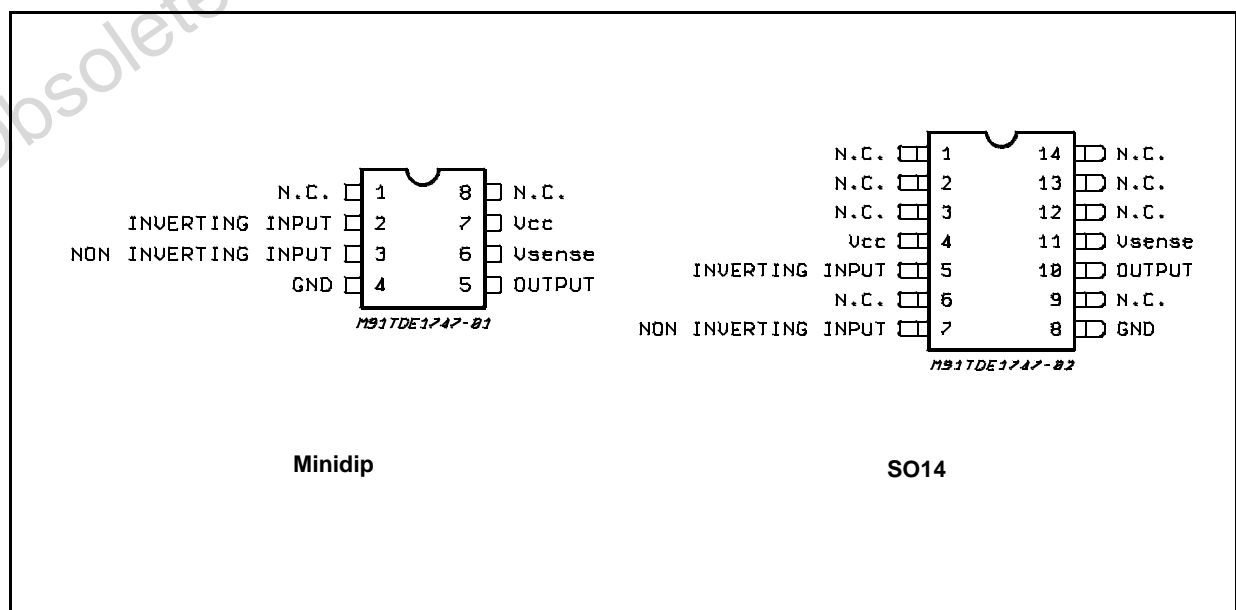 obsolete
N.C. 1 8 N.C.
INVERTING INPUT 2 7 Vcc
NON INVERTING INPUT 3 6 Vsense
GND 4 5 OUTPUT
M91TDE1747-01
Minidip
N.C. 1 14 N.C.
N.C. 2 13 N.C.
N.C. 3 12 N.C.
Vcc 4 11 Vsense
INVERTING INPUT 5 10 OUTPUT
N.C. 6 9 N.C.
NON INVERTING INPUT 7 8 GND
M91TDE1747-02
SO14